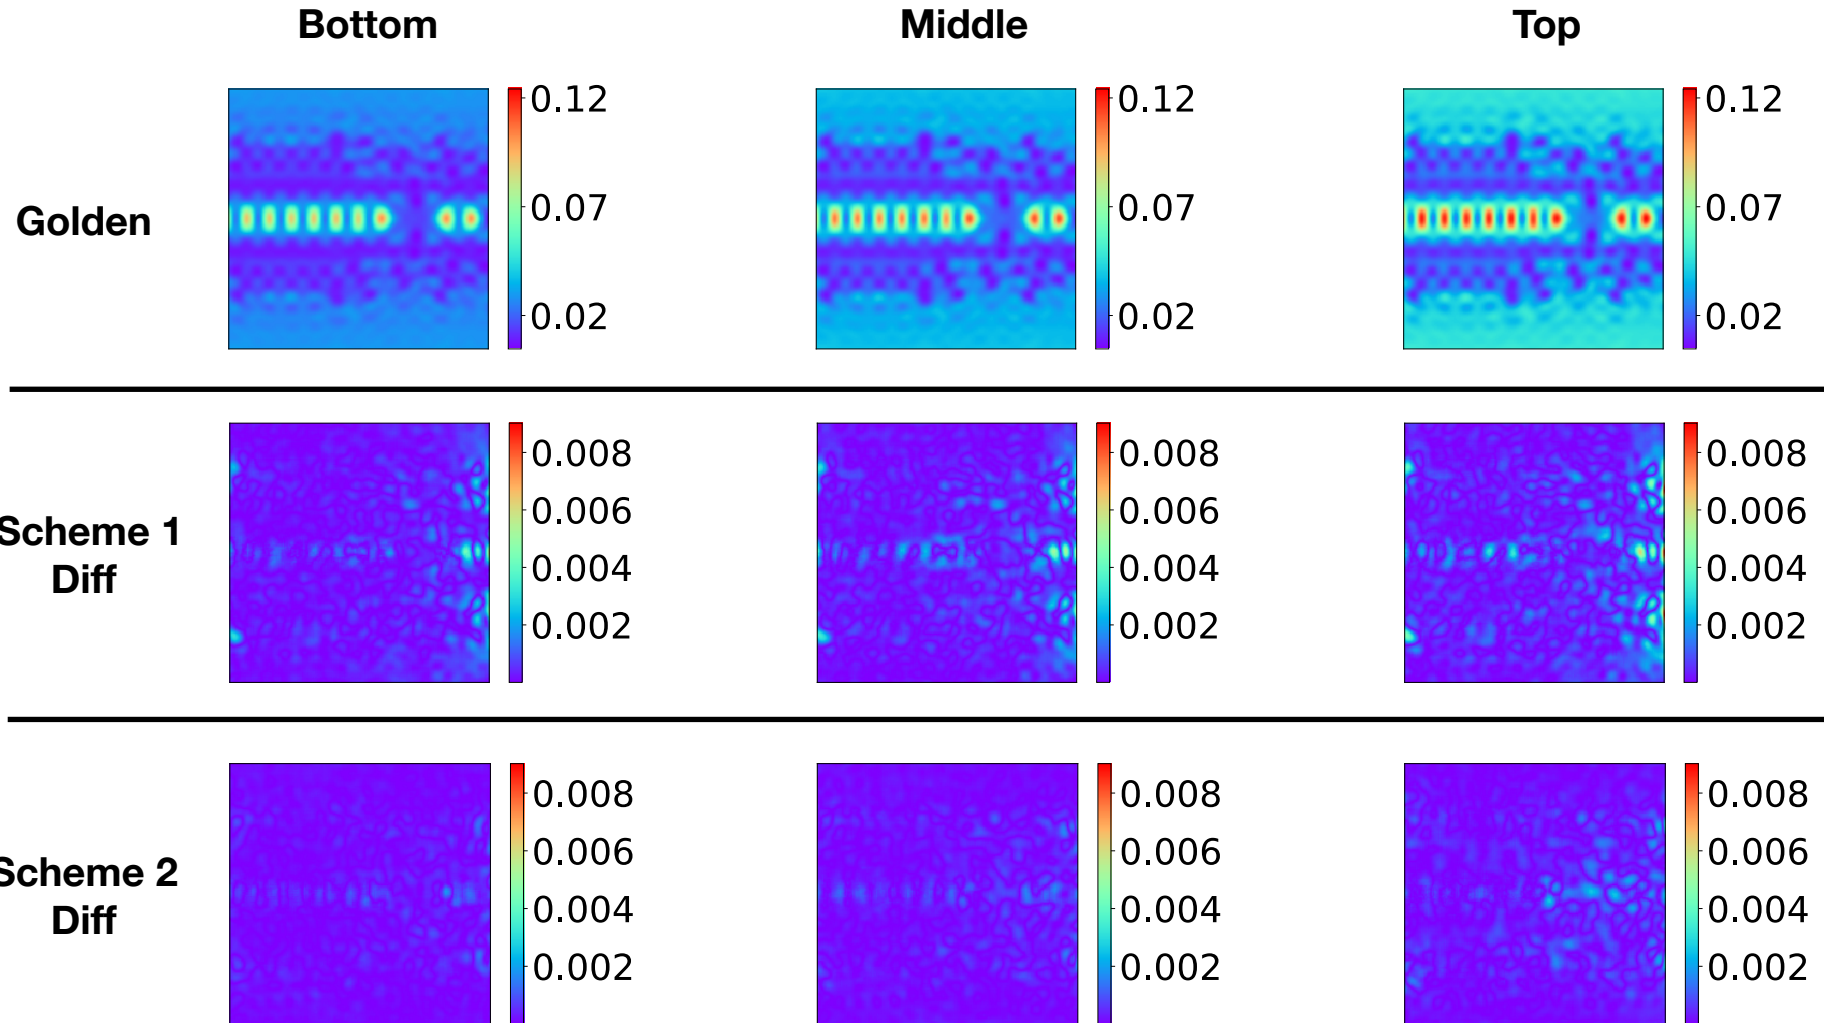 Bottom Middle Top
0.12 0.12 0.12
Golden 0.07 0.07 0.07
0.02 0.02 0.02
0.008 0.008 0.008
Scheme 1 0.006 0.006 0.006
Diff 0.004 0.004 0.004
0.002 0.002 0.002
0.008 0.008 0.008
Scheme 2 0.006 0.006 0.006
Diff 0.004 0.004 0.004
0.002 0.002 0.002